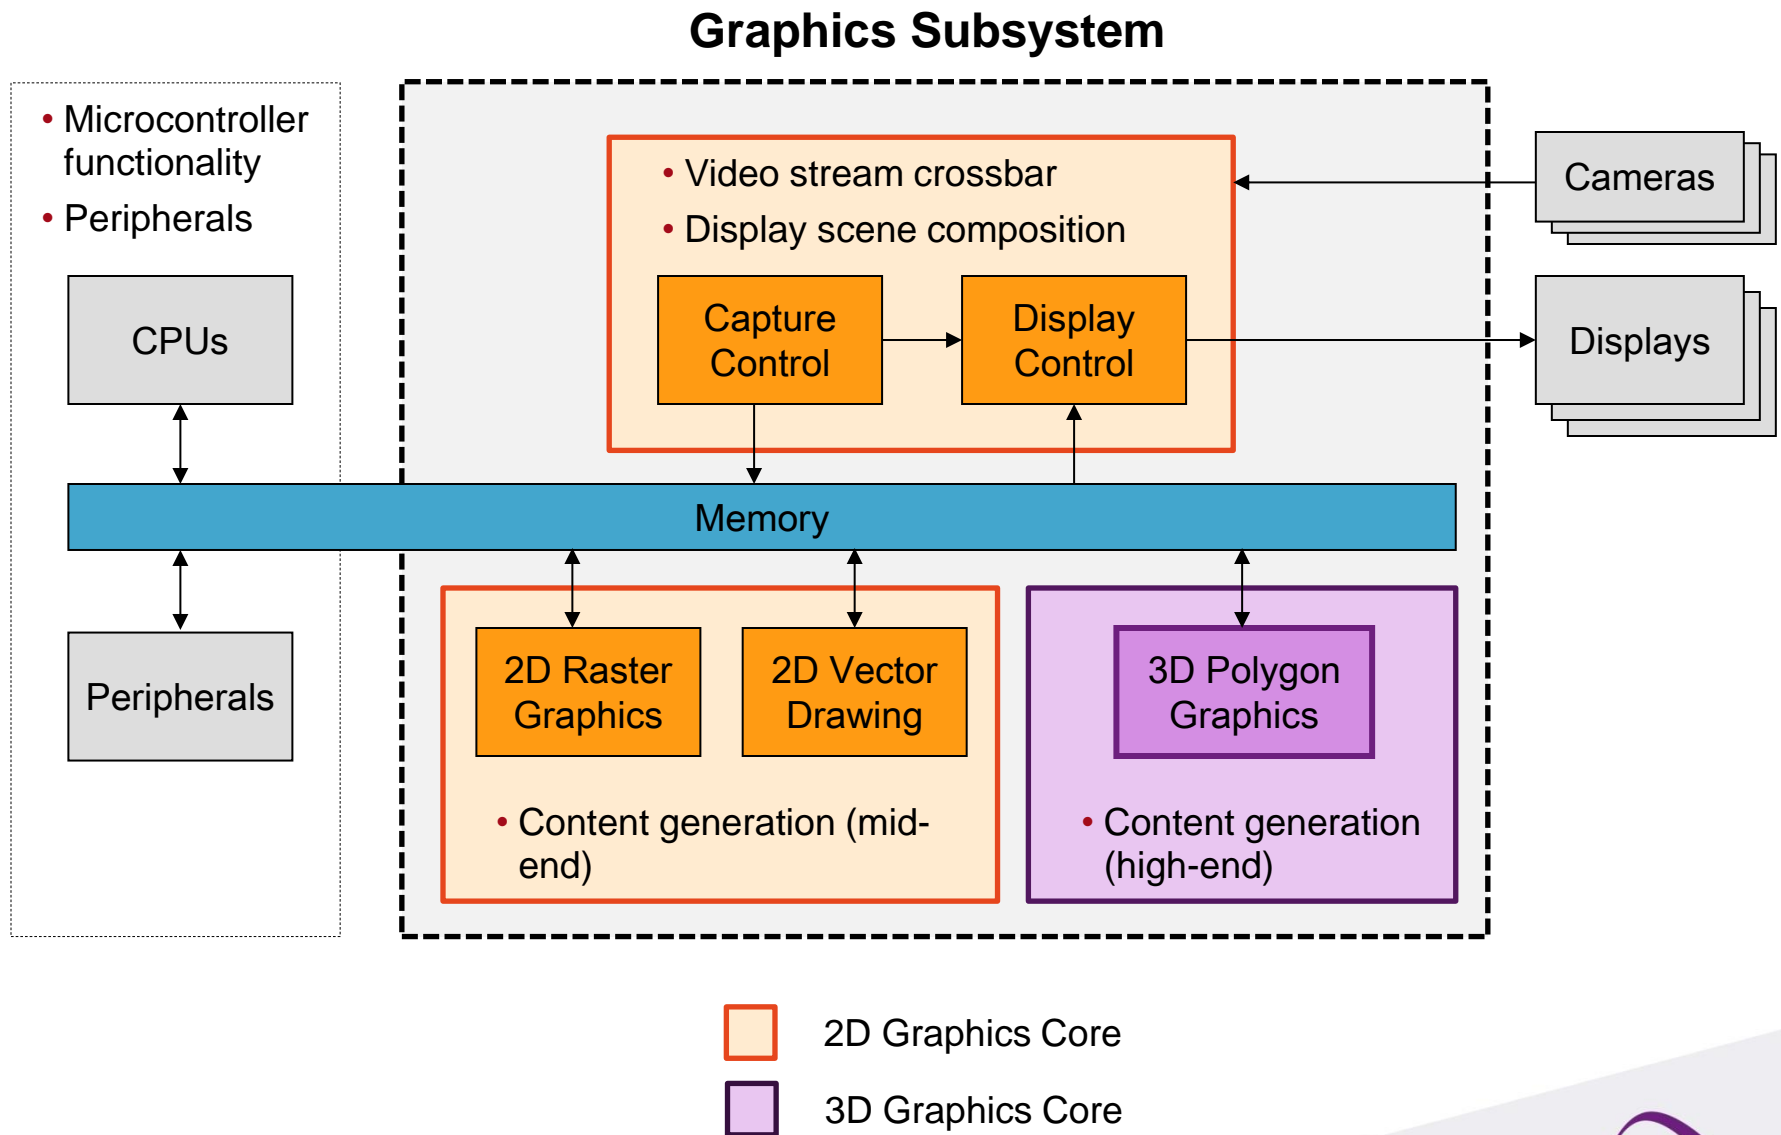 Graphics Subsystem
• Microcontroller
functionality
• Peripherals
CPUs
Peripherals
• Video stream crossbar
• Display scene composition
Capture
Control
Display
Control
Cameras
Displays
Memory
2D Raster
Graphics
2D Vector
Drawing
• Content generation (mid-
end)
3D Polygon
Graphics
• Content generation
(high-end)
2D Graphics Core
3D Graphics Core